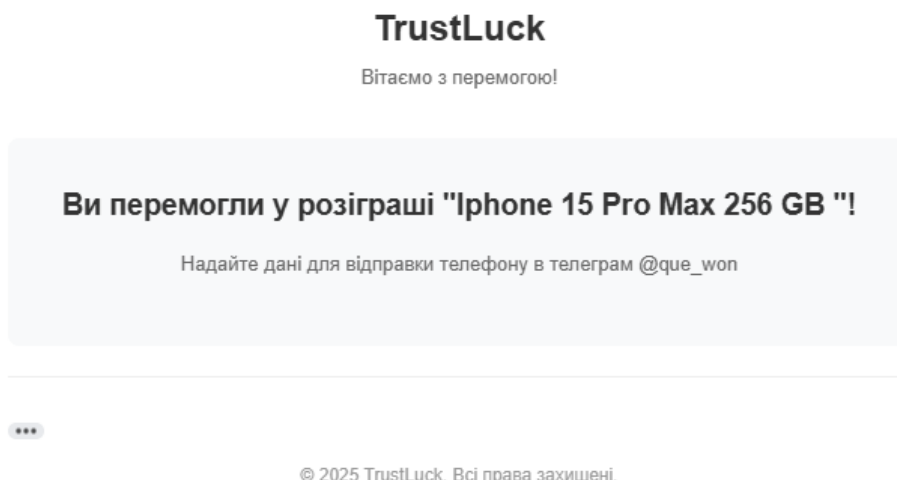 TrustLuck
Вітаємо з перемогою!
Ви перемогли у розіграші "Iphone 15 Pro Max 256 GB "!
Надайте дані для відправки телефону в телеграм @que_won
© 2025 TrustLuck. Всі права захищені